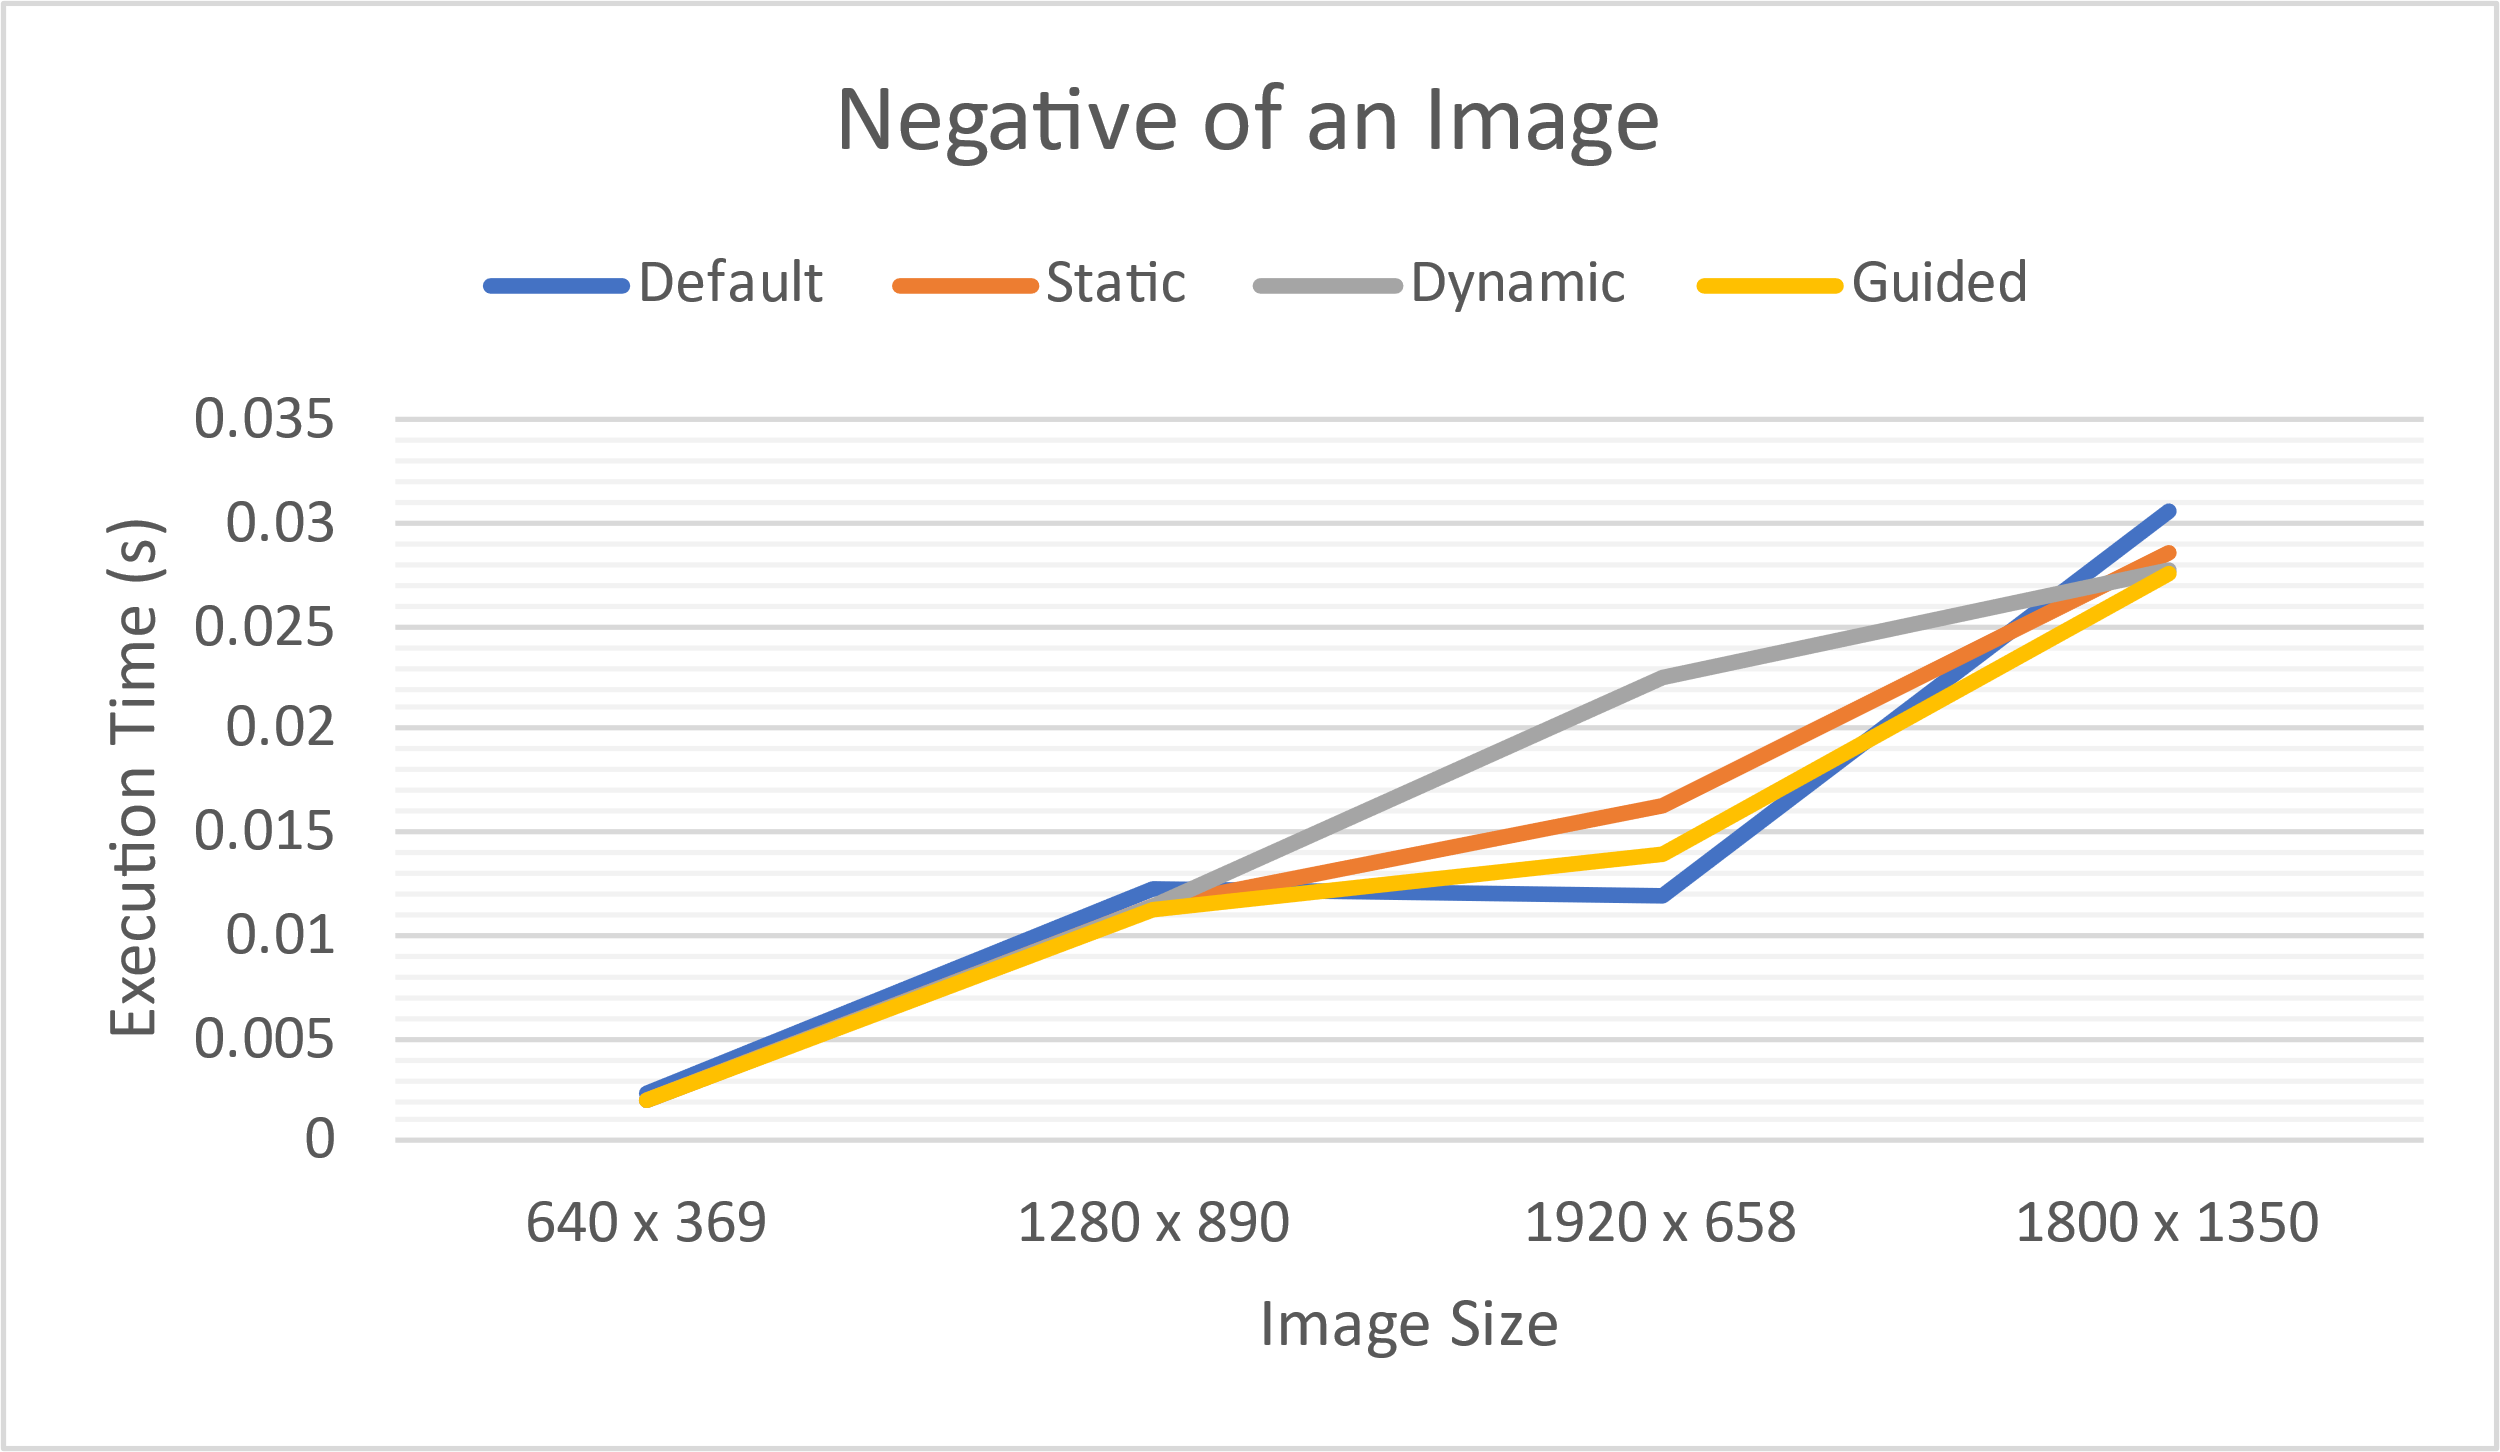 Negative of an Image
Default Static Dynamic Guided
0.035
0.03
0.025
0.02
0.015
0.01
0.005
0
Execution Time (s)
640 x 369 1280 x 890 1920 x 658 1800 x 1350
Image Size